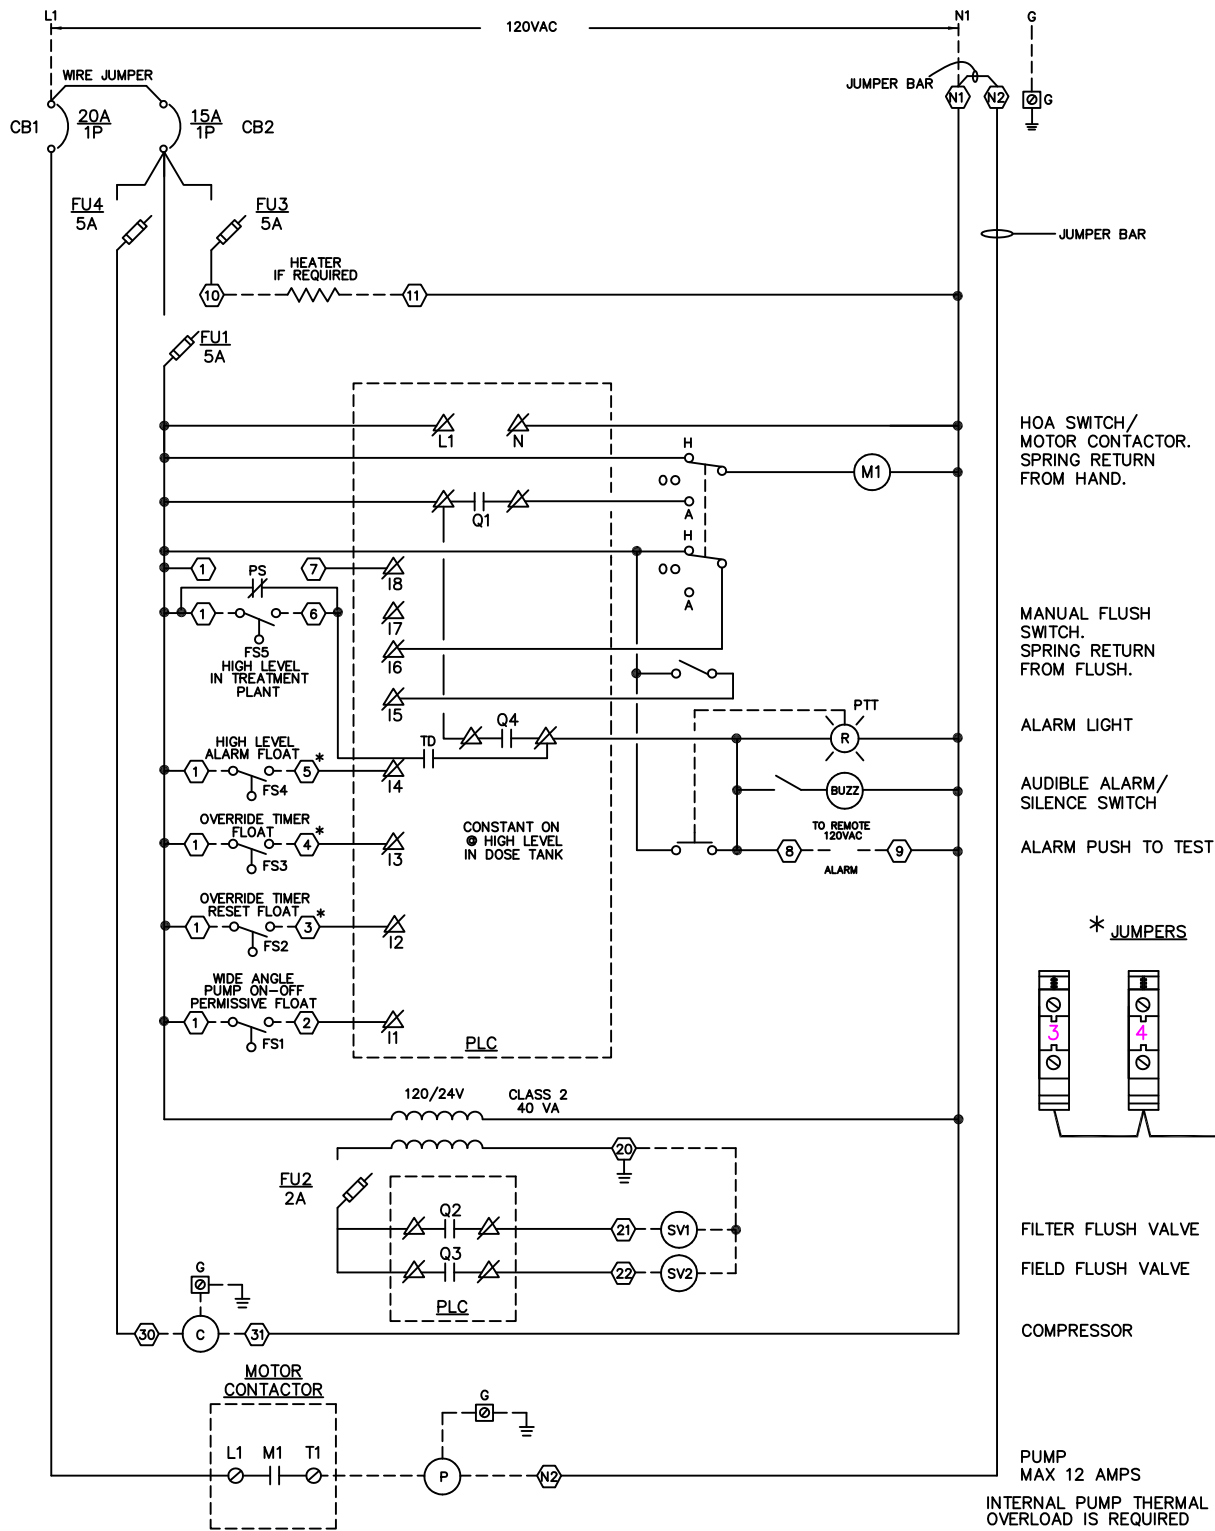 L1
120VAC
N1
G
WIRE JUMPER
JUMPER BAR
CB1
20A
1P
15A
1P
CB2
N1
N2
G
FU4
5A
FU3
5A
JUMPER BAR
HEATER
IF REQUIRED
10
11
FU1
5A
L1
N
H
OO
A
M1
HOA SWITCH/
MOTOR CONTACTOR.
SPRING RETURN
FROM HAND.
Q1
H
OO
A
1
7
I8
PS
1
6
FS5
HIGH LEVEL
IN TREATMENT
PLANT
I7
I6
I5
MANUAL FLUSH
SWITCH.
SPRING RETURN
FROM FLUSH.
Q4
TD
PTT
R
ALARM LIGHT
HIGH LEVEL
ALARM FLOAT
*
1
5
FS4
I4
BUZZ
AUDIBLE ALARM/
SILENCE SWITCH
OVERRIDE TIMER
FLOAT
*
1
4
FS3
I3
CONSTANT ON
@ HIGH LEVEL
IN DOSE TANK
TO REMOTE
120VAC
8
9
ALARM
ALARM PUSH TO TEST
OVERRIDE TIMER
RESET FLOAT
*
1
3
FS2
I2
* JUMPERS
WIDE ANGLE
PUMP ON-OFF
PERMISSIVE FLOAT
1
2
FS1
I1
PLC
3
4
120/24V
CLASS 2
40 VA
20
FU2
2A
Q2
21
SV1
FILTER FLUSH VALVE
Q3
22
SV2
FIELD FLUSH VALVE
PLC
G
30
C
31
COMPRESSOR
MOTOR
CONTACTOR
G
L1
M1
T1
P
N2
PUMP
MAX 12 AMPS
INTERNAL PUMP THERMAL
OVERLOAD IS REQUIRED